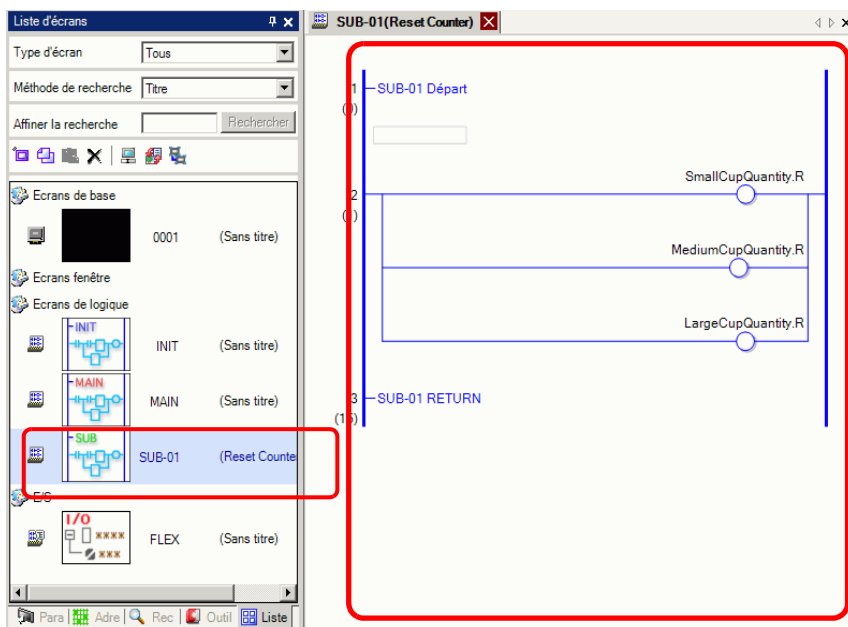 Liste d'écrans
Type d'écran Tous
Méthode de recherche Titre
Affiner la recherche Rechercher
Ecrans de base
0001 (Sans titre)
Ecrans fenêtre
Ecrans de logique
INIT INIT (Sans titre)
MAIN MAIN (Sans titre)
SUB SUB-01 (Reset Counte
E/S
I/O **** *** FLEX (Sans titre)
Para Adre Rec Outil Liste
SUB-01(Reset Counter)
1 SUB-01 Départ
(0)
SmallCupQuantity.R
2
MediumCupQuantity.R
LargeCupQuantity.R
3 SUB-01 RETURN